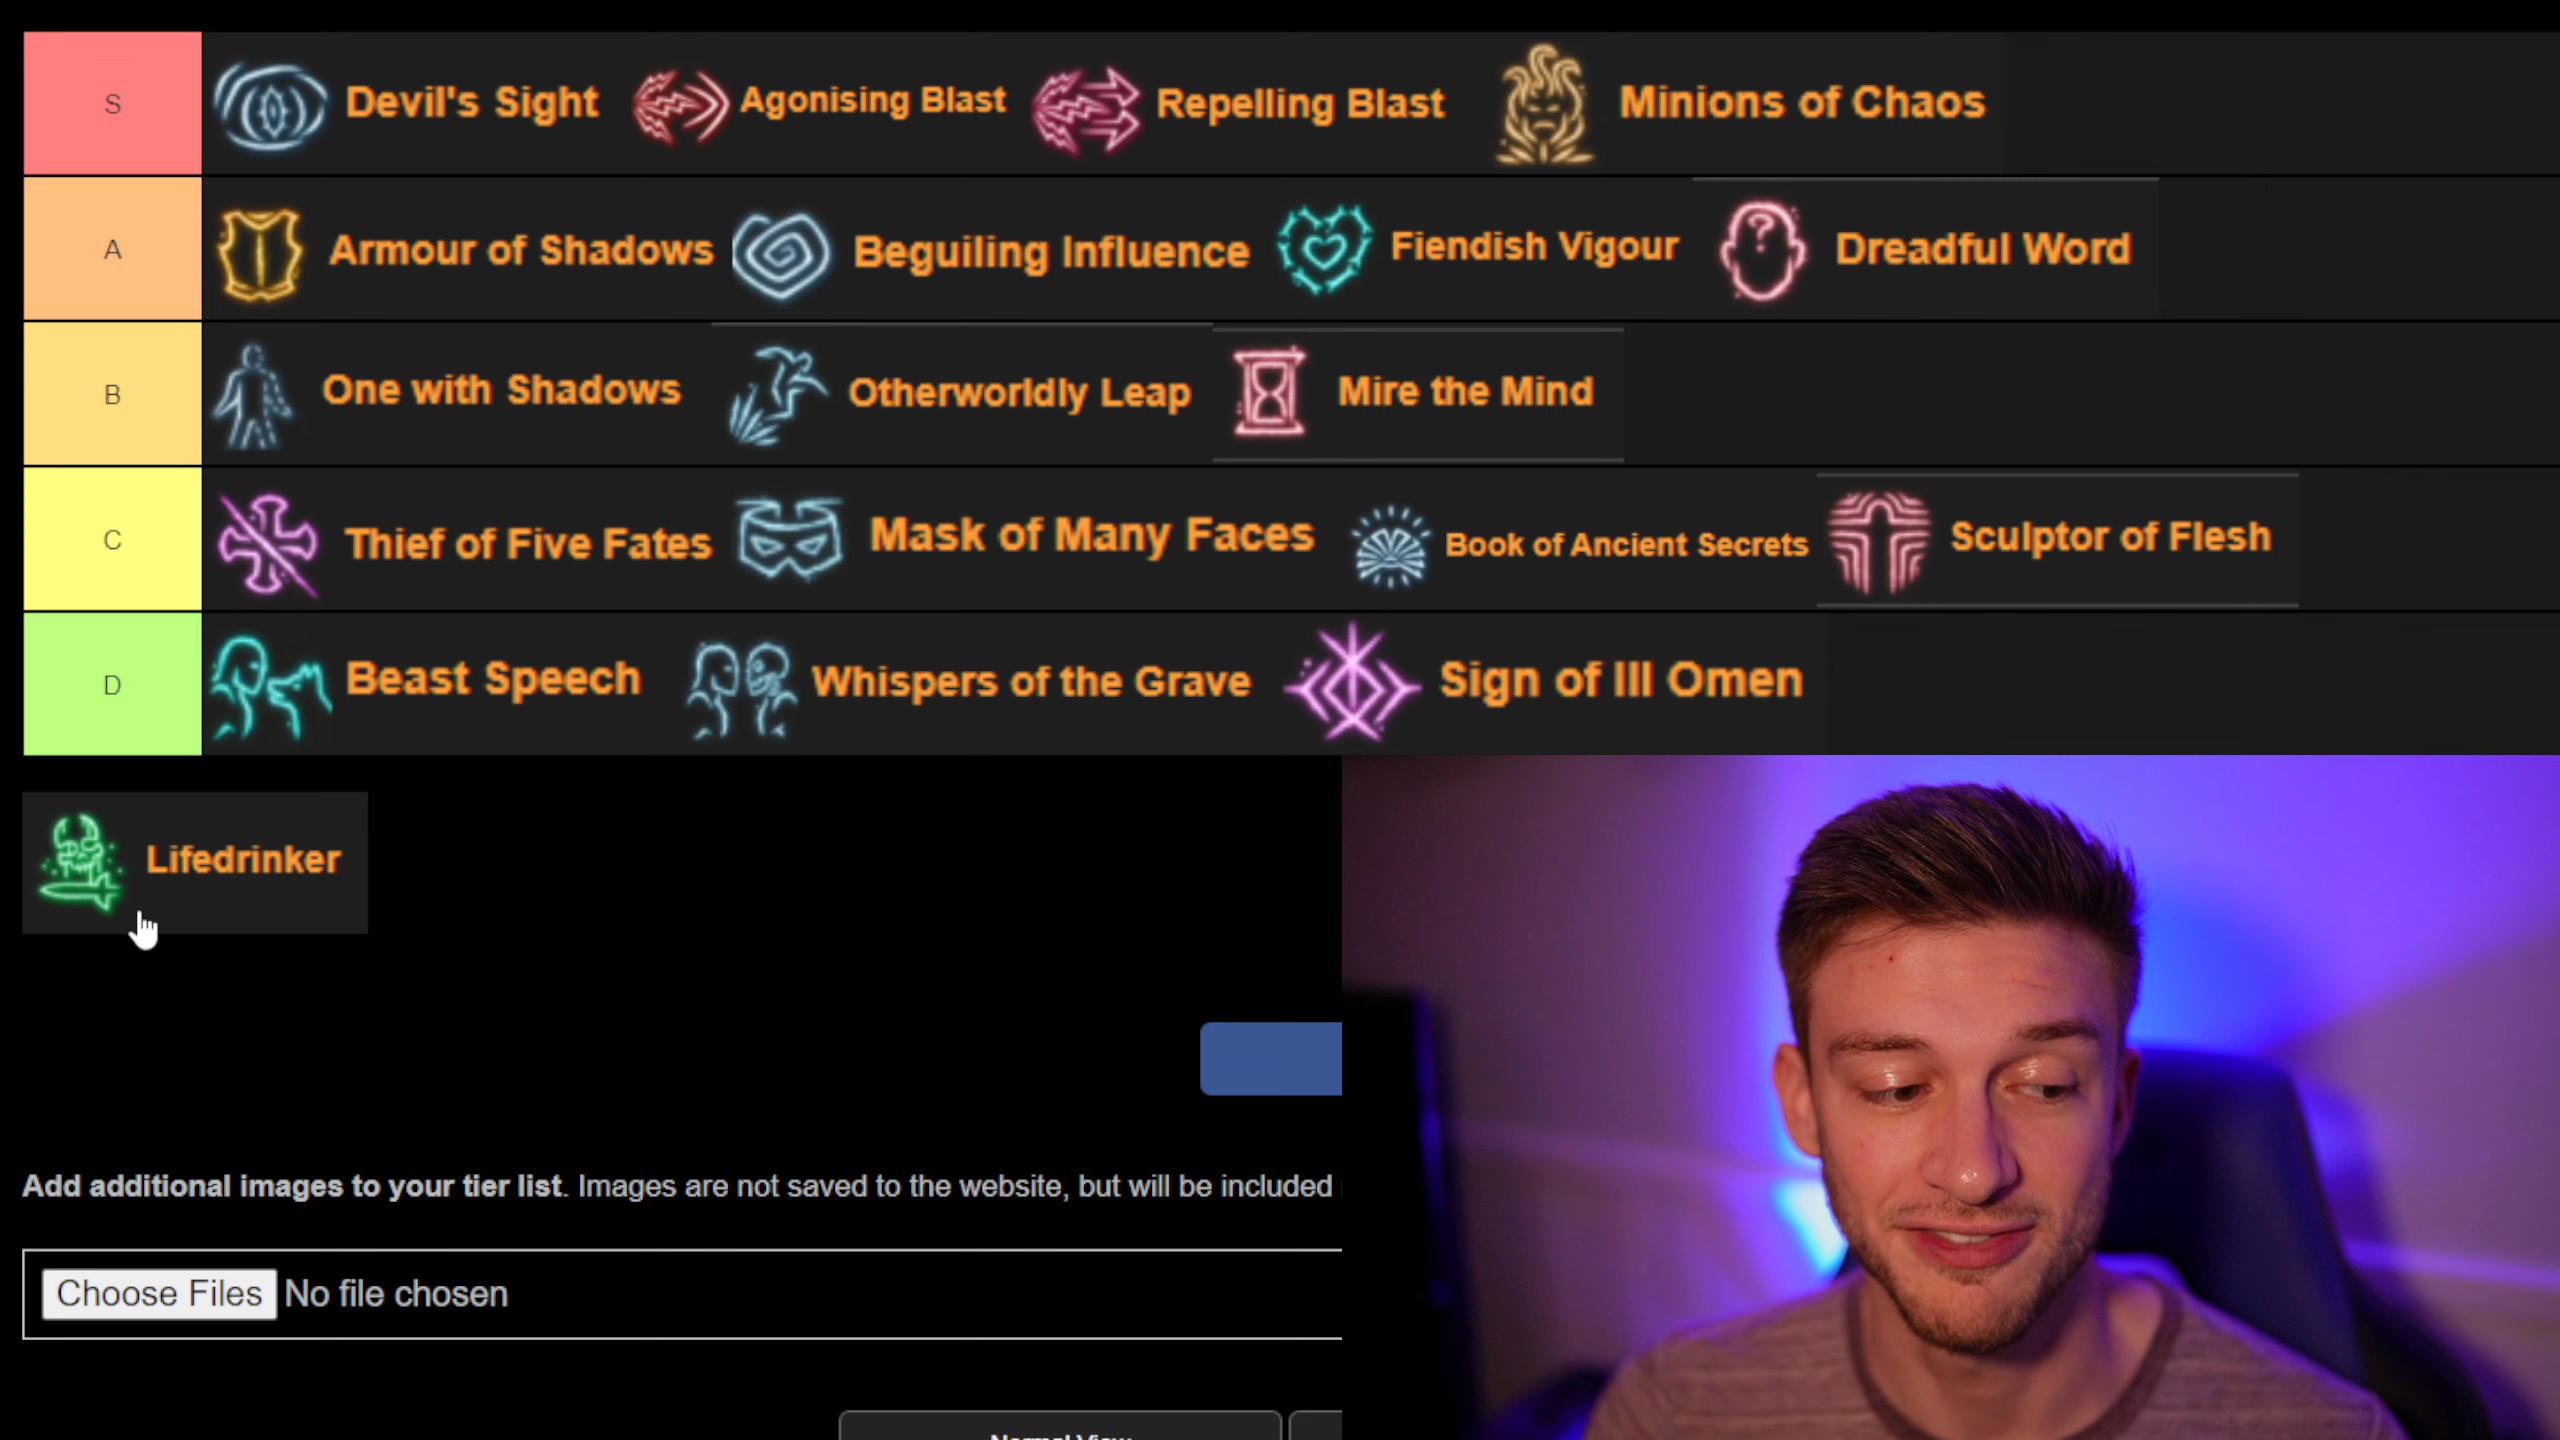 S Devil's Sight Agonising Blast Repelling Blast Minions of Chaos
A Armour of Shadows Beguiling Influence Fiendish Vigour Dreadful Word
B One with Shadows Otherworldly Leap Mire the Mind
C Thief of Five Fates Mask of Many Faces Book of Ancient Secrets Sculptor of Flesh
D Beast Speech Whispers of the Grave Sign of Ill Omen
Lifedrinker
Add additional images to your tier list. Images are not saved to the website, but will be included
Choose Files No file chosen
Normal View